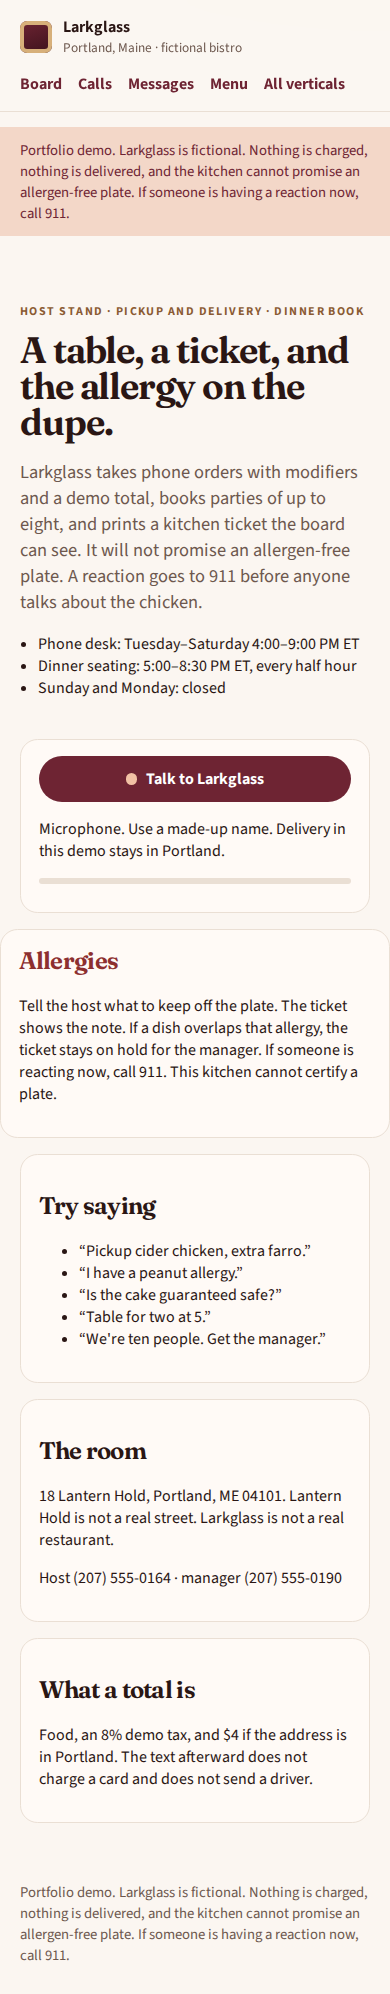 Larkglass
Portland, Maine · fictional bistro
Board Calls Messages Menu All verticals
Portfolio demo. Larkglass is fictional. Nothing is charged,
nothing is delivered, and the kitchen cannot promise an
allergen-free plate. If someone is having a reaction now,
call 911.
HOST STAND · PICKUP AND DELIVERY · DINNER BOOK
A table, a ticket, and
the allergy on the
dupe.
Larkglass takes phone orders with modifiers
and a demo total, books parties of up to
eight, and prints a kitchen ticket the board
can see. It will not promise an allergen-free
plate. A reaction goes to 911 before anyone
talks about the chicken.
• Phone desk: Tuesday–Saturday 4:00–9:00 PM ET
• Dinner seating: 5:00–8:30 PM ET, every half hour
• Sunday and Monday: closed
Talk to Larkglass
Microphone. Use a made-up name. Delivery in
this demo stays in Portland.
Allergies
Tell the host what to keep off the plate. The ticket
shows the note. If a dish overlaps that allergy, the
ticket stays on hold for the manager. If someone is
reacting now, call 911. This kitchen cannot certify a
plate.
Try saying
• “Pickup cider chicken, extra farro.”
• “I have a peanut allergy.”
• “Is the cake guaranteed safe?”
• “Table for two at 5.”
• “We're ten people. Get the manager.”
The room
18 Lantern Hold, Portland, ME 04101. Lantern
Hold is not a real street. Larkglass is not a real
restaurant.
Host (207) 555-0164 · manager (207) 555-0190
What a total is
Food, an 8% demo tax, and $4 if the address is
in Portland. The text afterward does not
charge a card and does not send a driver.
Portfolio demo. Larkglass is fictional. Nothing is charged,
nothing is delivered, and the kitchen cannot promise an
allergen-free plate. If someone is having a reaction now,
call 911.